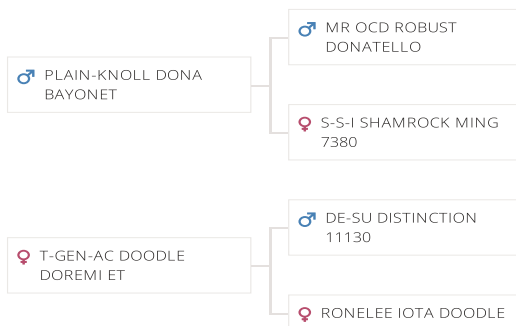 MR OCD ROBUST
DONATELLO
PLAIN-KNOLL DONA
BAYONET
S-S-I SHAMROCK MING
7380
DE-SU DISTINCTION
11130
T-GEN-AC DOODLE
DOREMI ET
RONELEE IOTA DOODLE